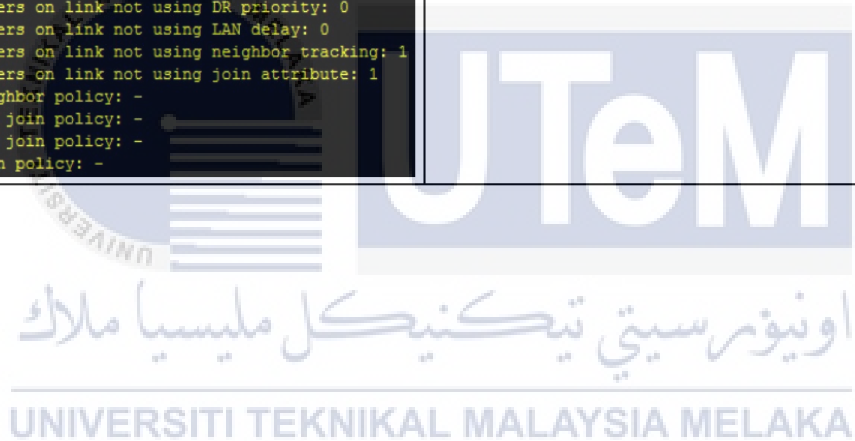 ers on link not using DR priority: 0
ers on link not using LAN delay: 0
ers on link not using neighbor tracking: 1
ers on link not using join attribute: 1
ghbor policy: -
join policy: -
join policy: -
n policy: -
UTeM
اونيۏرسيتي تيكنيكل مليسيا ملاك
UNIVERSITI TEKNIKAL MALAYSIA MELAKA